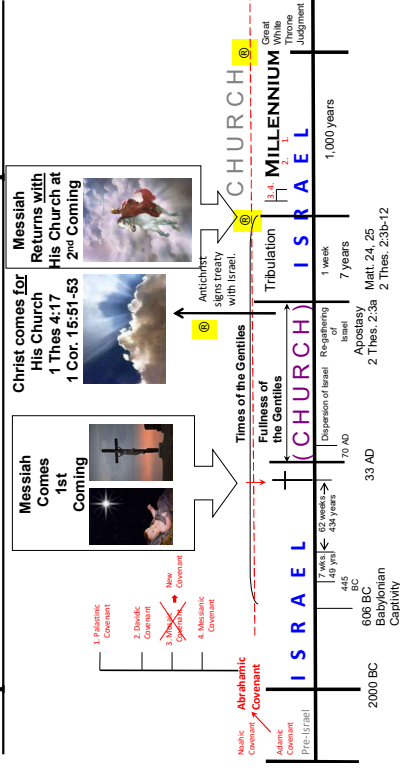 Messiah
Comes
1st
Coming
Christ comes for
His Church
1 Thes 4:17
1 Cor. 15:51-53
Messiah
Returns with
His Church at
2nd Coming
1. Palastinic
Covenant
2. Davidic
Covenant
3. Mosaic
Covenant
New
Covenant
4. Messianic
Covenant
Abrahamic
Covenant
Noahic
Covenant
Adamic
Covenant
Pre-Israel
®
Antichrist
signs treaty
with Israel.
Times of the Gentiles
Fullness of
the Gentiles
Tribulation
®
C H U R C H
®
3. 4.
2.
1.
MILLENNIUM
Great
White
Throne
Judgment
I S R A E L
(CHURCH)
I S R A E L
7 wks.
49 yrs
62 weeks
434 years
Dispersion of Israel
Re-gathering
of
Israel
1 week
7 years
1,000 years
2000 BC
606 BC
Babylonian
Captivity
445
BC
33 AD
70 AD
Apostasy
2 Thes. 2:3a
Matt. 24, 25
2 Thes. 2:3b-12